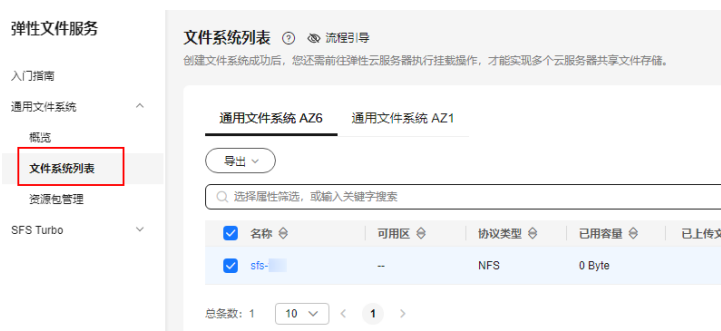 弹性文件服务
入门指南
通用文件系统
概览
文件系统列表
资源包管理
SFS Turbo
文件系统列表 流程引导
创建文件系统成功后，您还需前往弹性云服务器执行挂载操作，才能实现多个云服务器共享文件存储。
通用文件系统 AZ6 通用文件系统 AZ1
导出
选择属性筛选，或输入关键字搜索
名称 可用区 协议类型 已用容量 已上传文
sfs- -- NFS 0 Byte
总条数：1 10 < 1 >